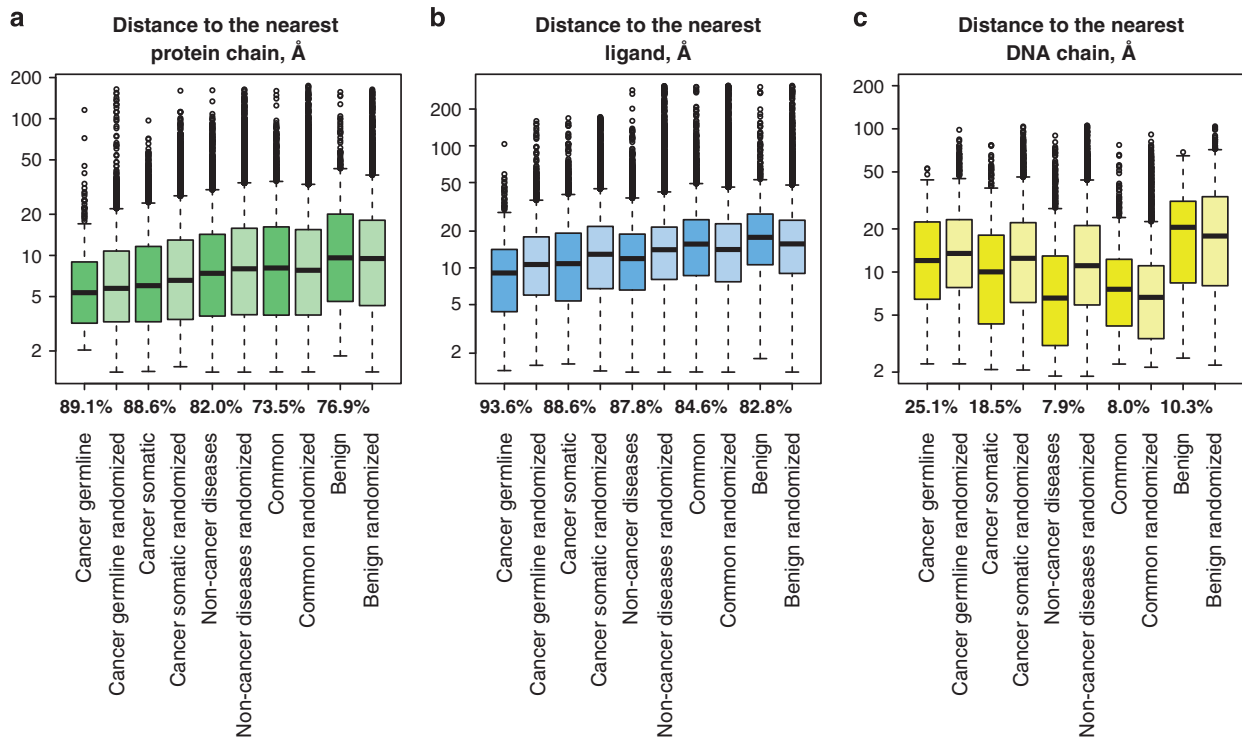 a
Distance to the nearest
protein chain, Å
200
100
50
20
10
5
2
89.1%
88.6%
82.0%
73.5%
76.9%
Cancer germline
Cancer germline randomized
Cancer somatic
Cancer somatic randomized
Non-cancer diseases
Non-cancer diseases randomized
Common
Common randomized
Benign
Benign randomized
b
Distance to the nearest
ligand, Å
200
100
50
20
10
5
2
93.6%
88.6%
87.8%
84.6%
82.8%
Cancer germline
Cancer germline randomized
Cancer somatic
Cancer somatic randomized
Non-cancer diseases
Non-cancer diseases randomized
Common
Common randomized
Benign
Benign randomized
c
Distance to the nearest
DNA chain, Å
200
100
50
20
10
5
2
25.1%
18.5%
7.9%
8.0%
10.3%
Cancer germline
Cancer germline randomized
Cancer somatic
Cancer somatic randomized
Non-cancer diseases
Non-cancer diseases randomized
Common
Common randomized
Benign
Benign randomized